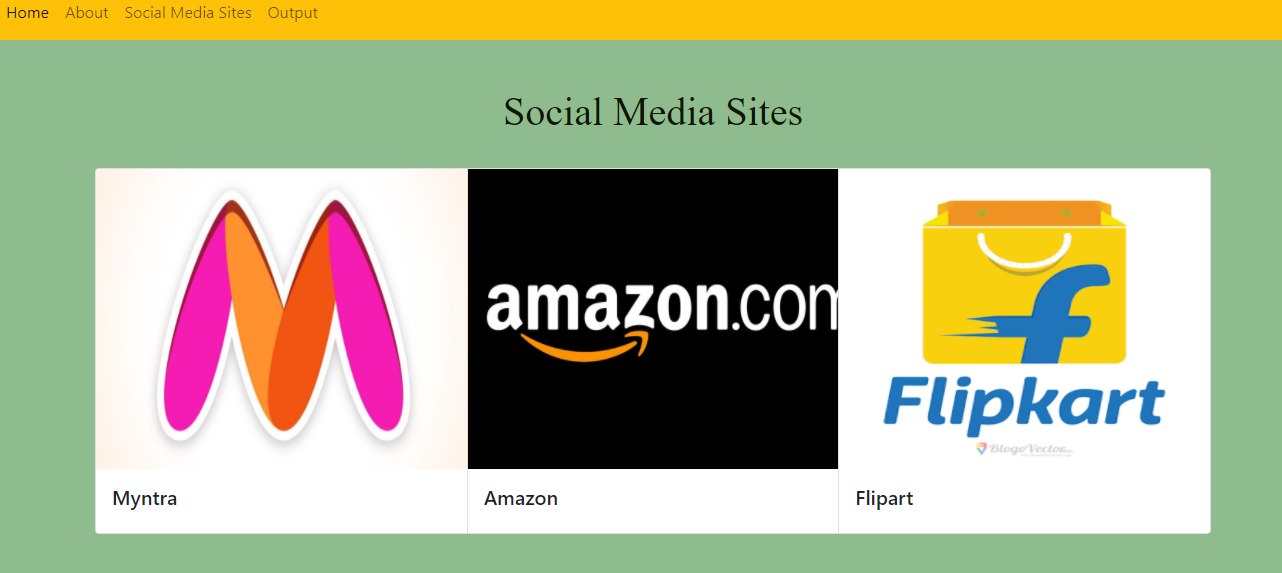 Home About Social Media Sites Output
Social Media Sites
amazon.com
Flipkart
Myntra Amazon Flipart